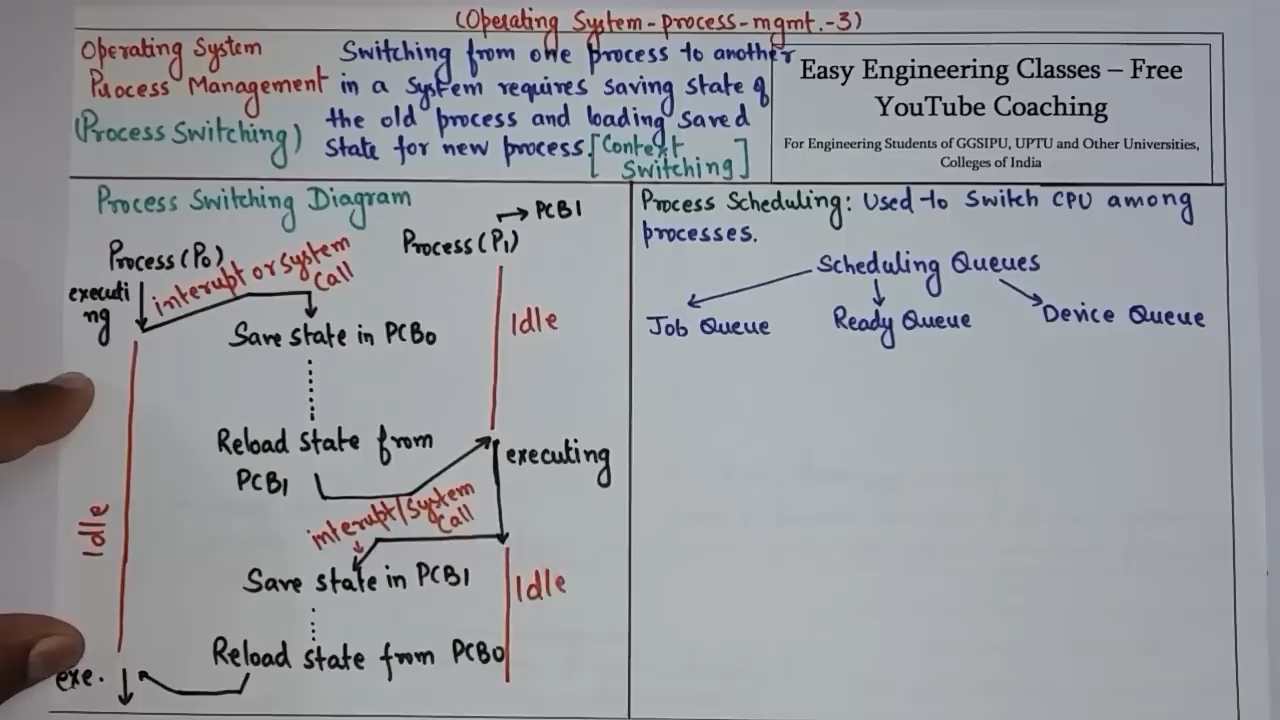 (Operating System-process-mgmt.-3)
Operating System
Process Management
(Process Switching)
Switching from one process to another
in a system requires saving state of
the old process and loading saved
state for new process. [Context
Switching]
Easy Engineering Classes – Free
YouTube Coaching
For Engineering Students of GGSIPU, UPTU and Other Universities,
Colleges of India
Process Switching Diagram
Process (P0)
executi
ng
interupt or system
call
Process (P1)
PCB1
Idle
Save state in PCB0
Reload state from
PCB1
executing
interupt/System
Call
Idle
Save state in PCB1
Idle
Reload state from PCB0
exe.
Process Scheduling: Used to switch CPU among
processes.
Scheduling Queues
Job Queue
Ready Queue
Device Queue